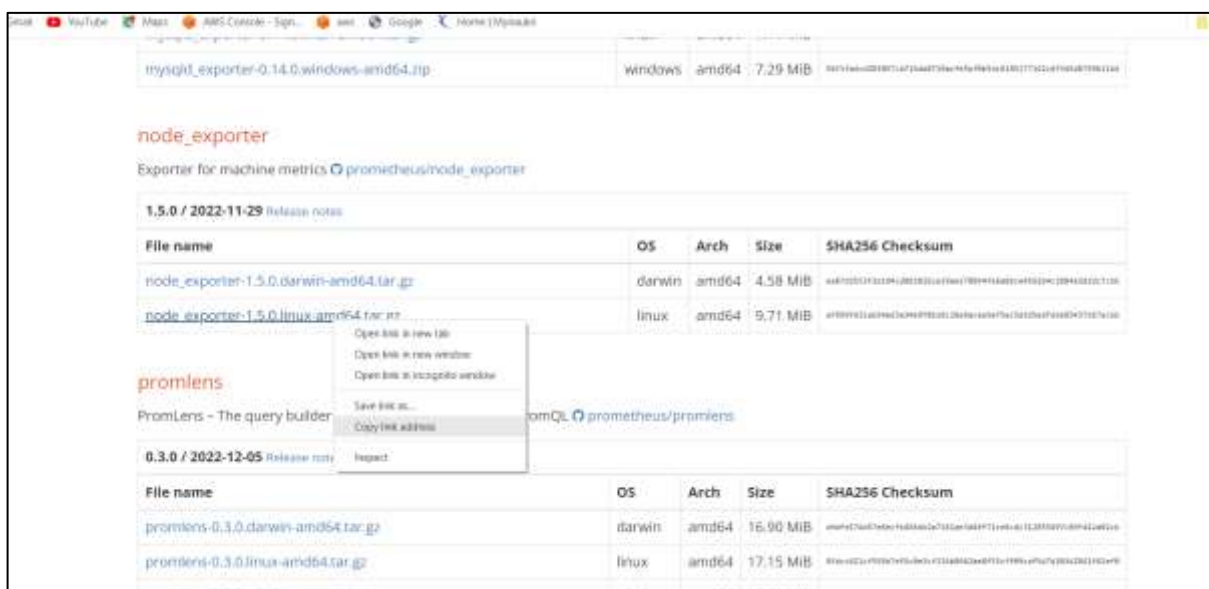 Gmail YouTube Maps AWS Console - Sign... aws Google Home | Mysaukri
mysqld_exporter-0.14.0.windows-amd64.zip windows amd64 7.29 MiB
node_exporter
Exporter for machine metrics prometheus/node_exporter
1.5.0 / 2022-11-29 Release notes
File name OS Arch Size SHA256 Checksum
node_exporter-1.5.0.darwin-amd64.tar.gz darwin amd64 4.58 MiB
node_exporter-1.5.0.linux-amd64.tar.gz linux amd64 9.71 MiB
Open link in new tab
Open link in new window
Open link in incognito window
promlens
Save link as...
PromLens – The query builder omQL prometheus/promlens
Copy link address
0.3.0 / 2022-12-05 Release note
Inspect
File name OS Arch Size SHA256 Checksum
promlens-0.3.0.darwin-amd64.tar.gz darwin amd64 16.90 MiB
promlens-0.3.0.linux-amd64.tar.gz linux amd64 17.15 MiB